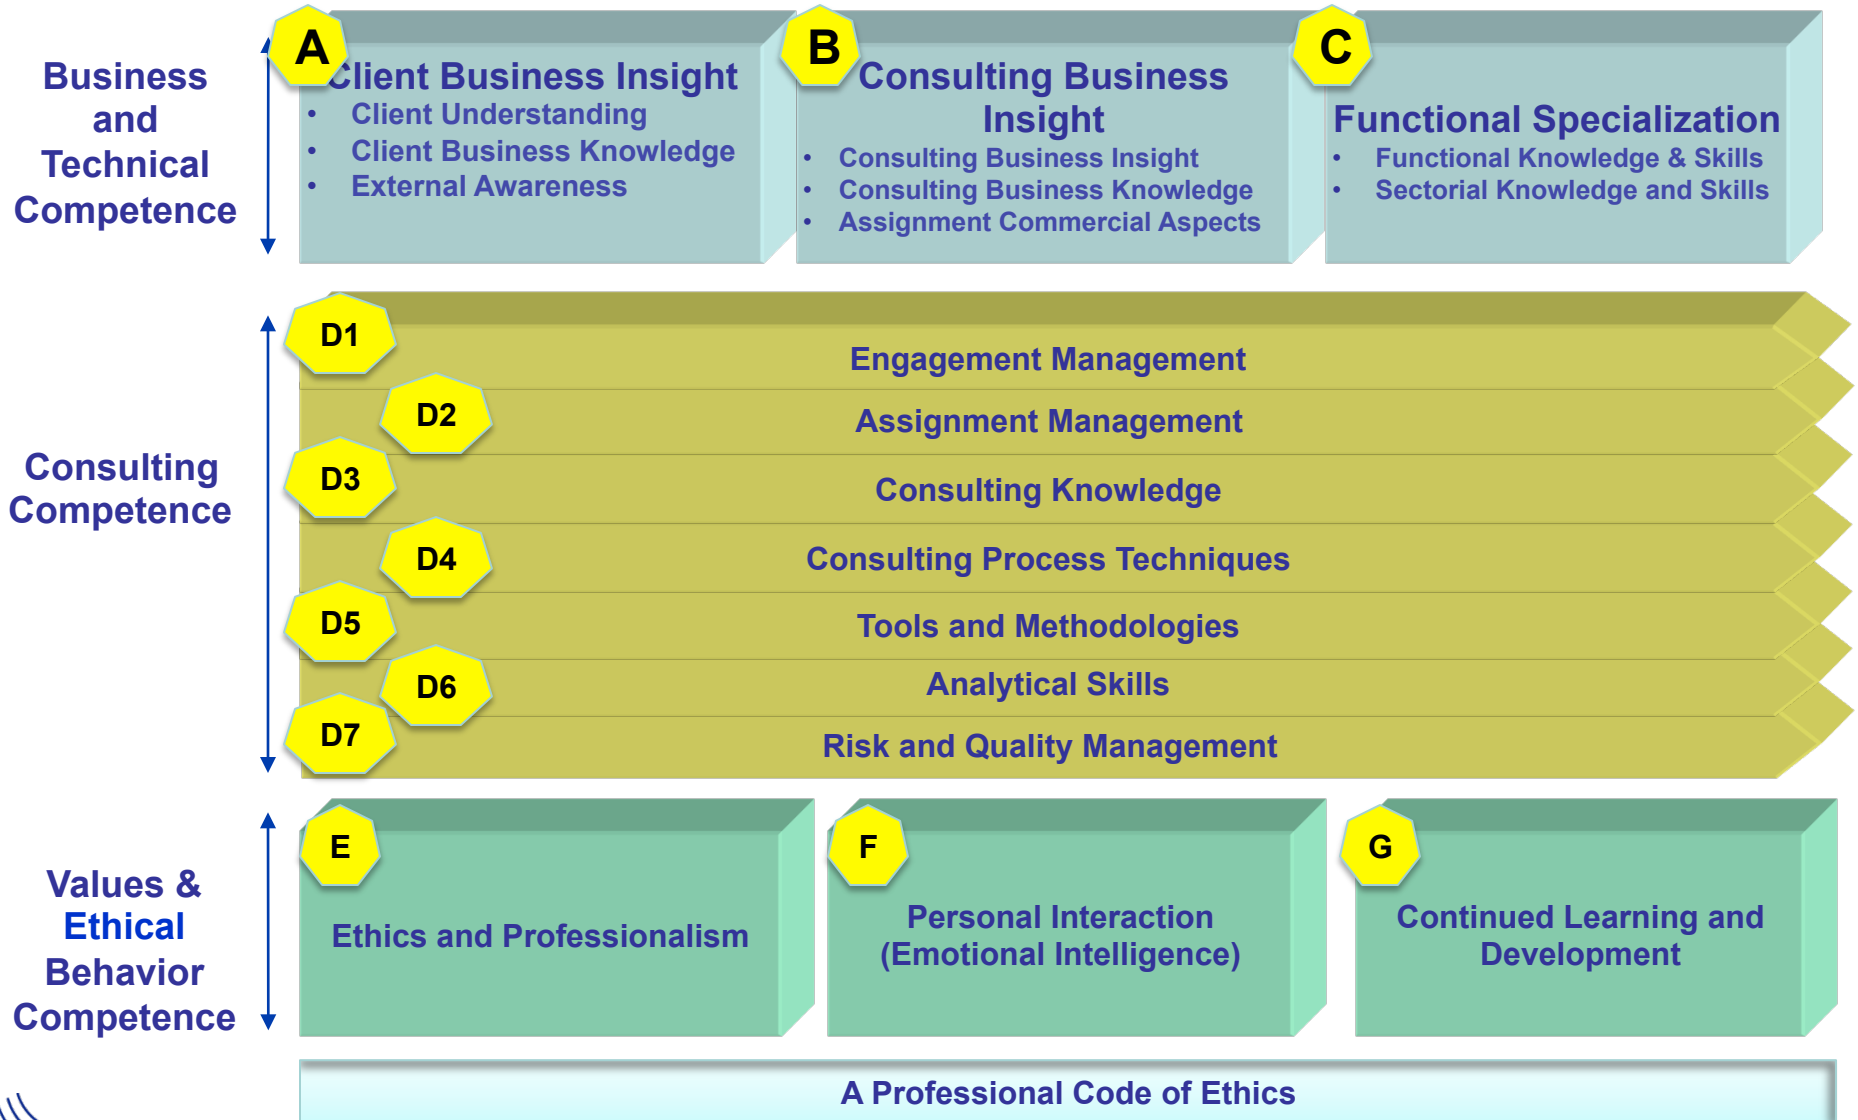 Business
and
Technical
Competence
A
Client Business Insight
• Client Understanding
• Client Business Knowledge
• External Awareness
B
Consulting Business
Insight
• Consulting Business Insight
• Consulting Business Knowledge
• Assignment Commercial Aspects
C
Functional Specialization
• Functional Knowledge & Skills
• Sectorial Knowledge and Skills
Consulting
Competence
D1
Engagement Management
D2
Assignment Management
D3
Consulting Knowledge
D4
Consulting Process Techniques
D5
Tools and Methodologies
D6
Analytical Skills
D7
Risk and Quality Management
Values &
Ethical
Behavior
Competence
E
Ethics and Professionalism
F
Personal Interaction
(Emotional Intelligence)
G
Continued Learning and
Development
A Professional Code of Ethics